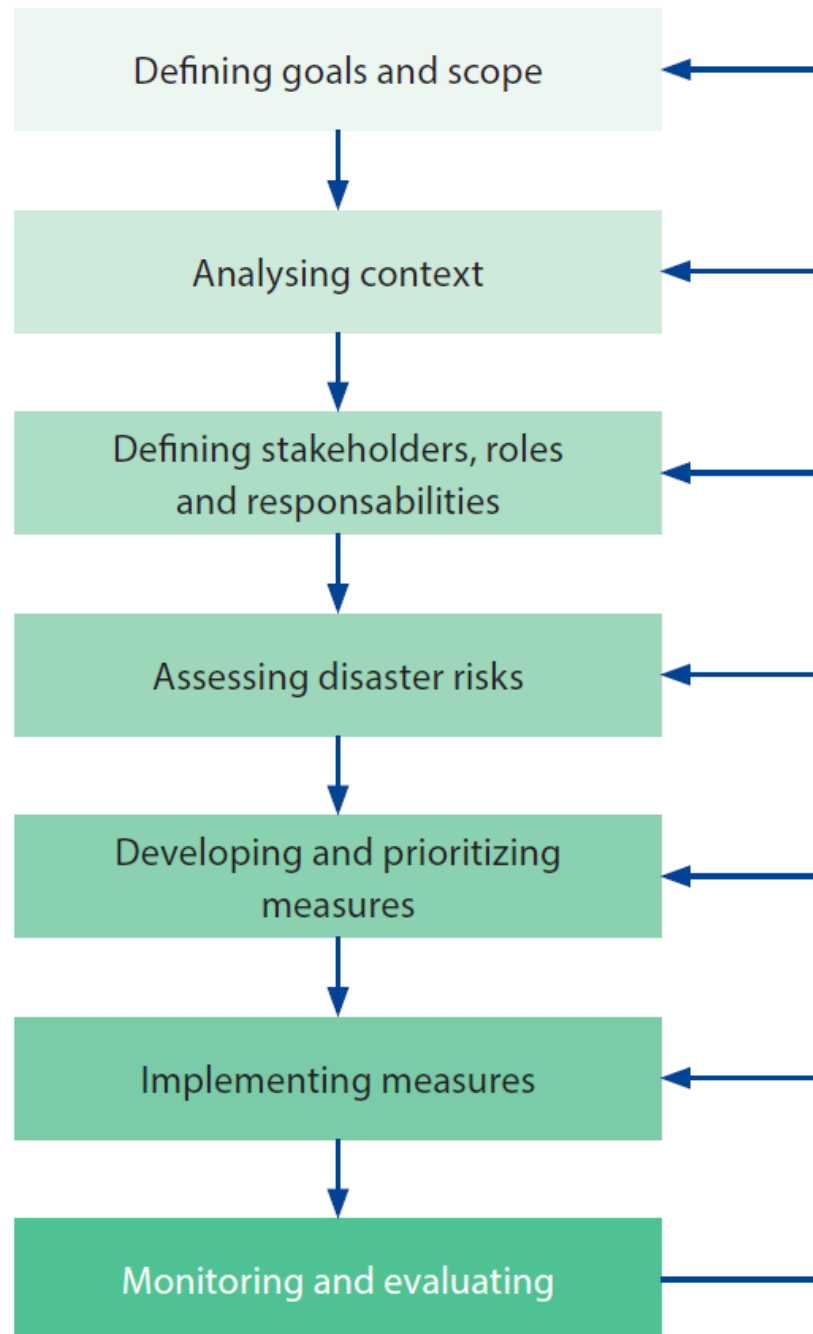 Defining goals and scope
Analysing context
Defining stakeholders, roles
and responsabilities
Assessing disaster risks
Developing and prioritizing
measures
Implementing measures
Monitoring and evaluating